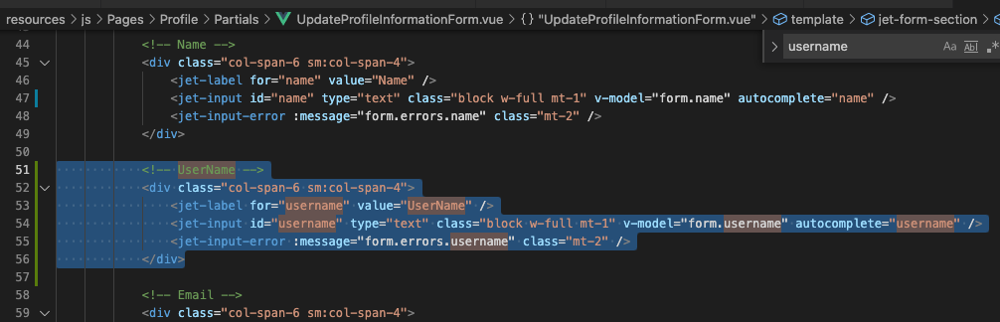 resources > js > Pages > Profile > Partials > UpdateProfileInformationForm.vue > {} "UpdateProfileInformationForm.vue" > template > jet-form-section >
username Aa Abl .*
44 <!-- Name -->
45 <div class="col-span-6 sm:col-span-4">
46 <jet-label for="name" value="Name" />
47 <jet-input id="name" type="text" class="block w-full mt-1" v-model="form.name" autocomplete="name" />
48 <jet-input-error :message="form.errors.name" class="mt-2" />
49 </div>
50
51 <!-- UserName -->
52 <div class="col-span-6 sm:col-span-4">
53 <jet-label for="username" value="UserName" />
54 <jet-input id="username" type="text" class="block w-full mt-1" v-model="form.username" autocomplete="username" />
55 <jet-input-error :message="form.errors.username" class="mt-2" />
56 </div>
57
58 <!-- Email -->
59 <div class="col-span-6 sm:col-span-4">